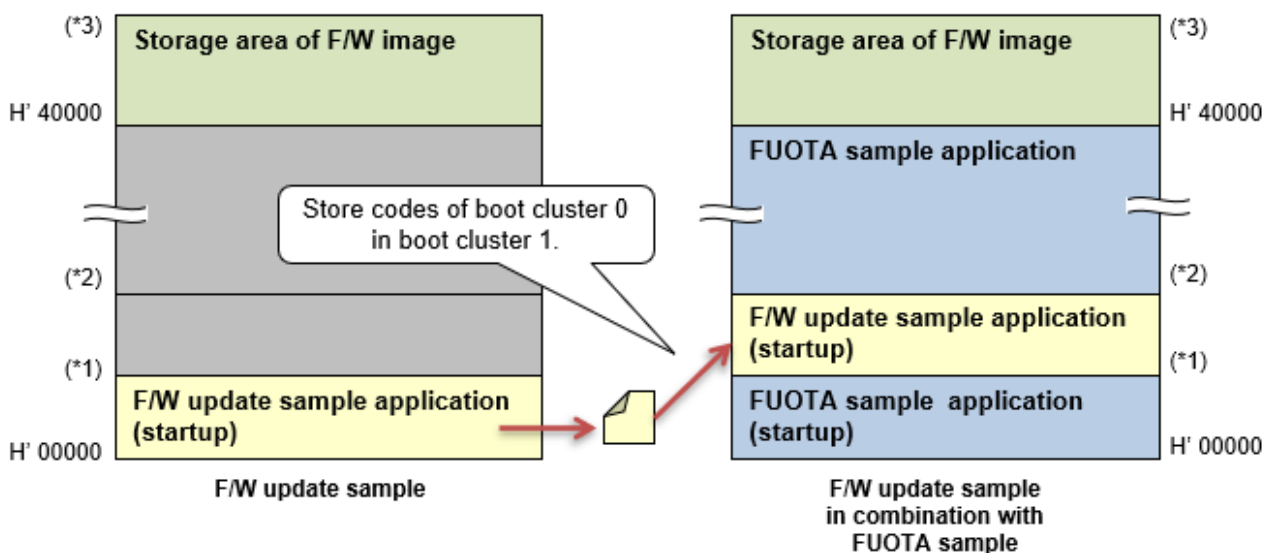 (*3)
Storage area of F/W image
H' 40000
(*2)
(*1)
F/W update sample application
(startup)
H' 00000
F/W update sample
Store codes of boot cluster 0
in boot cluster 1.
Storage area of F/W image
(*3)
H' 40000
FUOTA sample application
(*2)
F/W update sample application
(startup)
(*1)
FUOTA sample  application
(startup)
H' 00000
F/W update sample
in combination with
FUOTA sample